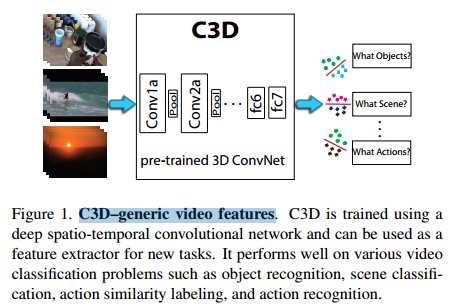 C3D
Conv1a
Pool
Conv2a
Pool
fc6
fc7
pre-trained 3D ConvNet
What Objects?
What Scene?
What Actions?
Figure 1. C3D–generic video features. C3D is trained using a
deep spatio-temporal convolutional network and can be used as a
feature extractor for new tasks. It performs well on various video
classification problems such as object recognition, scene classifi-
cation, action similarity labeling, and action recognition.